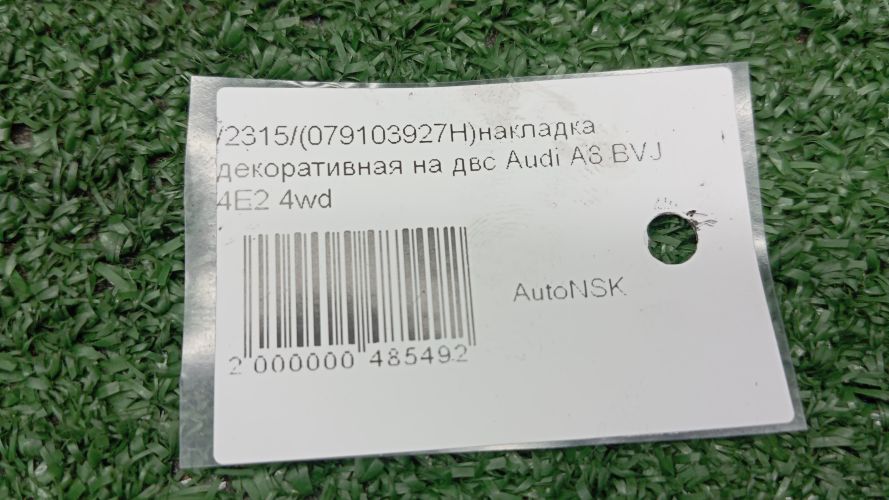 /2315/(079103927H)накладка
декоративная на двс Audi A8 BVJ
4E2 4wd
AutoNSK
2 000000 485492